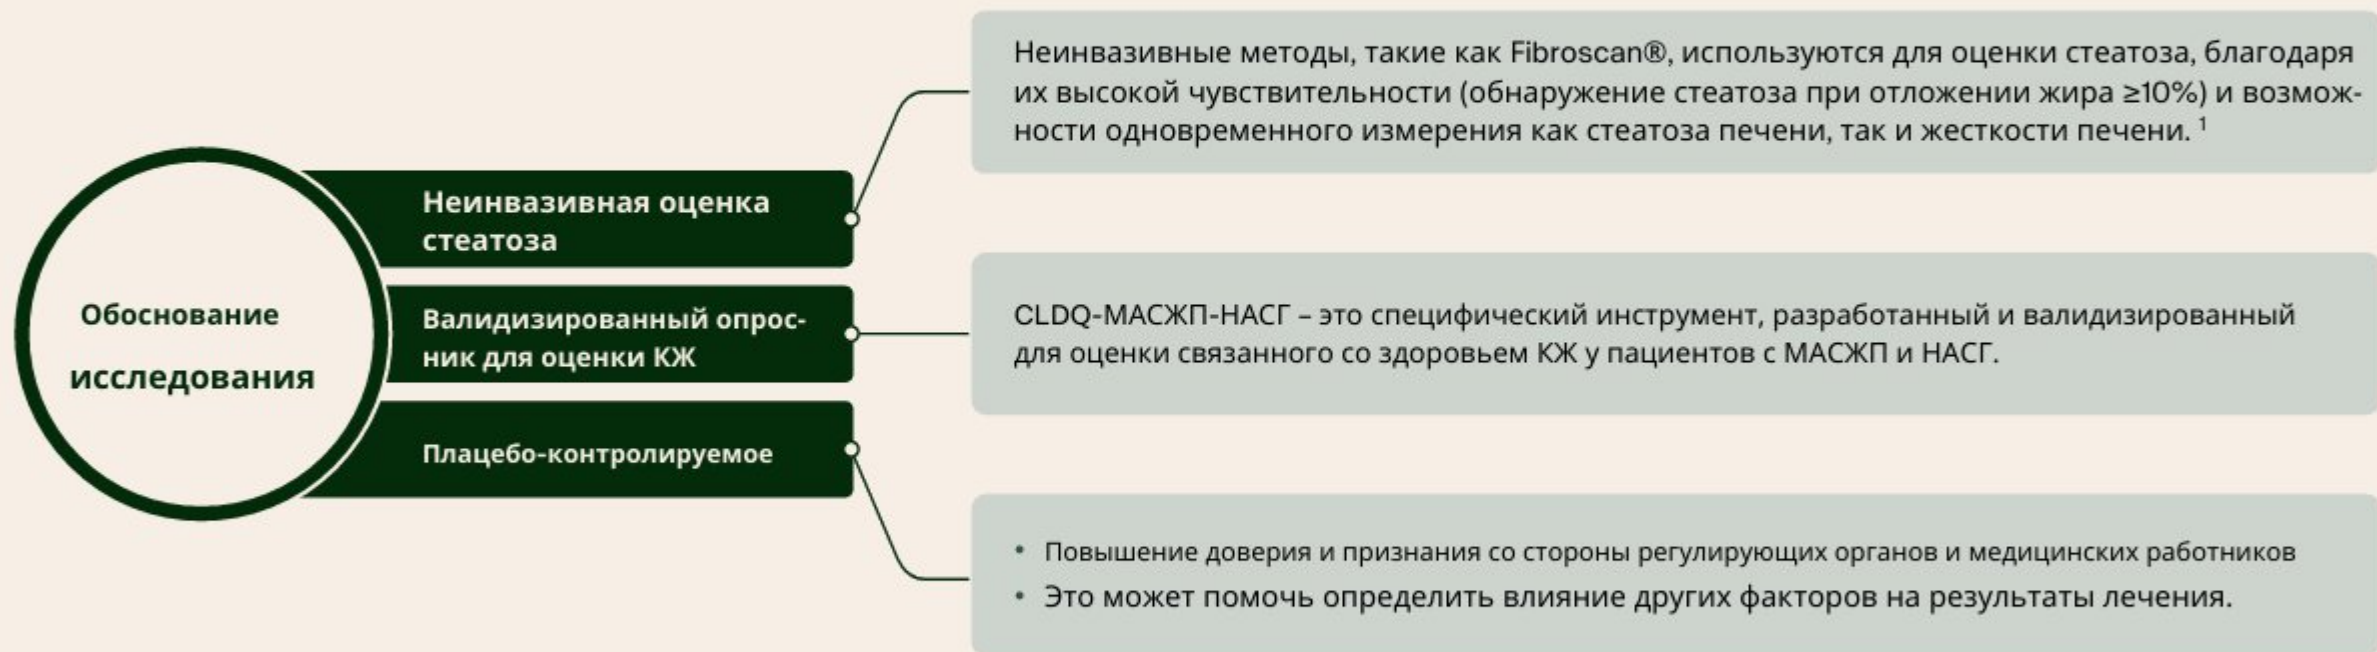 Обоснование
исследования
Неинвазивная оценка
стеатоза
Неинвазивные методы, такие как Fibroscan®, используются для оценки стеатоза, благодаря
их высокой чувствительности (обнаружение стеатоза при отложении жира ≥10%) и возмож-
ности одновременного измерения как стеатоза печени, так и жесткости печени. ¹
Валидизированный опрос-
ник для оценки КЖ
CLDQ-МАСЖП-НАСГ – это специфический инструмент, разработанный и валидизированный
для оценки связанного со здоровьем КЖ у пациентов с МАСЖП и НАСГ.
Плацебо-контролируемое
• Повышение доверия и признания со стороны регулирующих органов и медицинских работников
• Это может помочь определить влияние других факторов на результаты лечения.